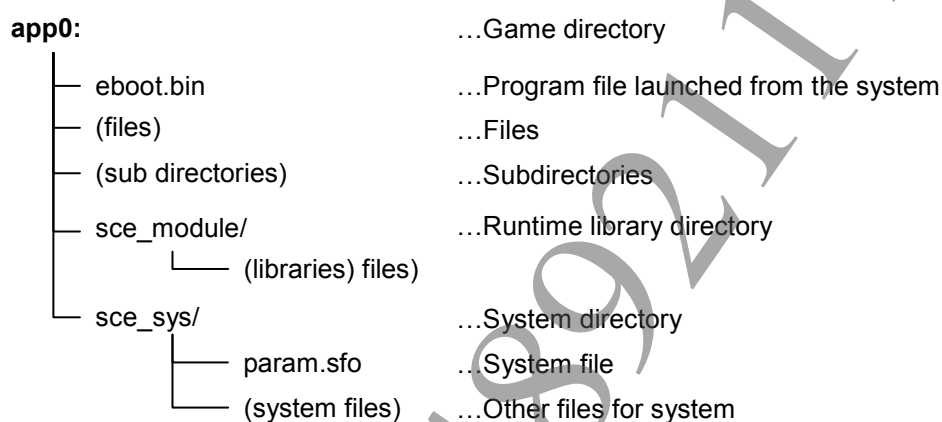 app0: …Game directory
eboot.bin …Program file launched from the system
(files) …Files
(sub directories) …Subdirectories
sce_module/ …Runtime library directory
(libraries) files)
sce_sys/ …System directory
param.sfo …System file
(system files) …Other files for system